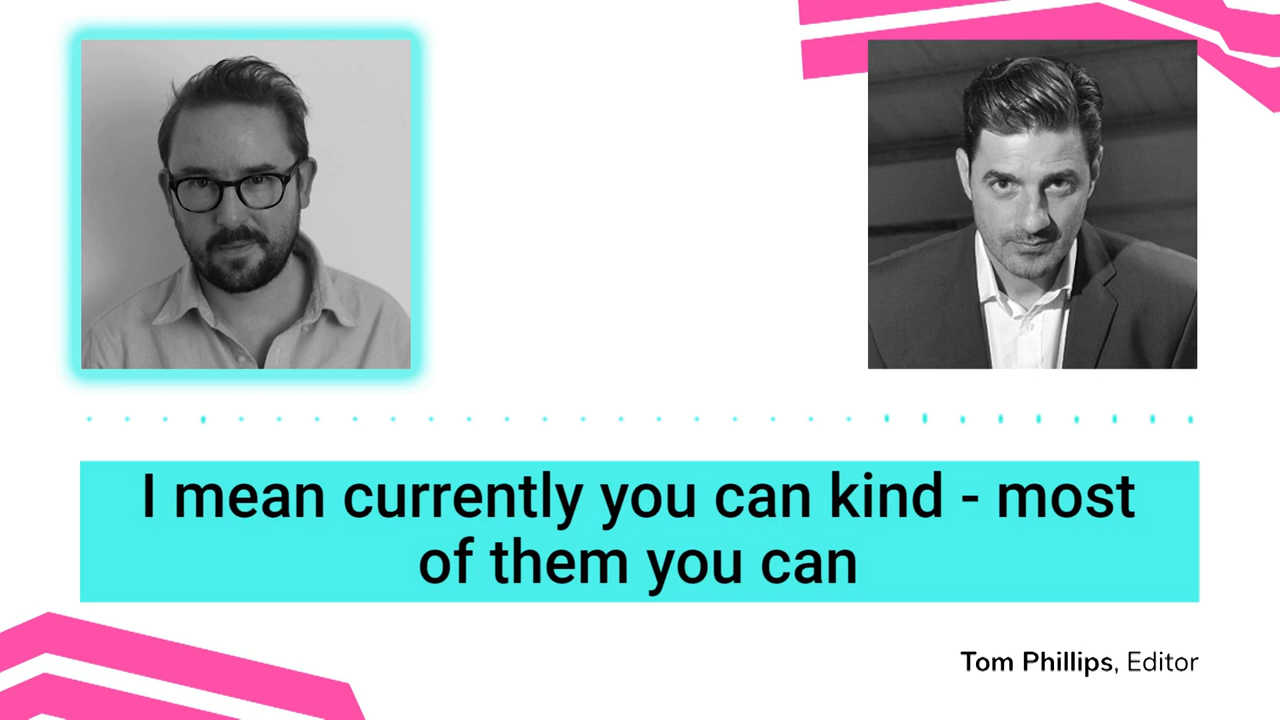 I mean currently you can kind - most
of them you can
Tom Phillips, Editor